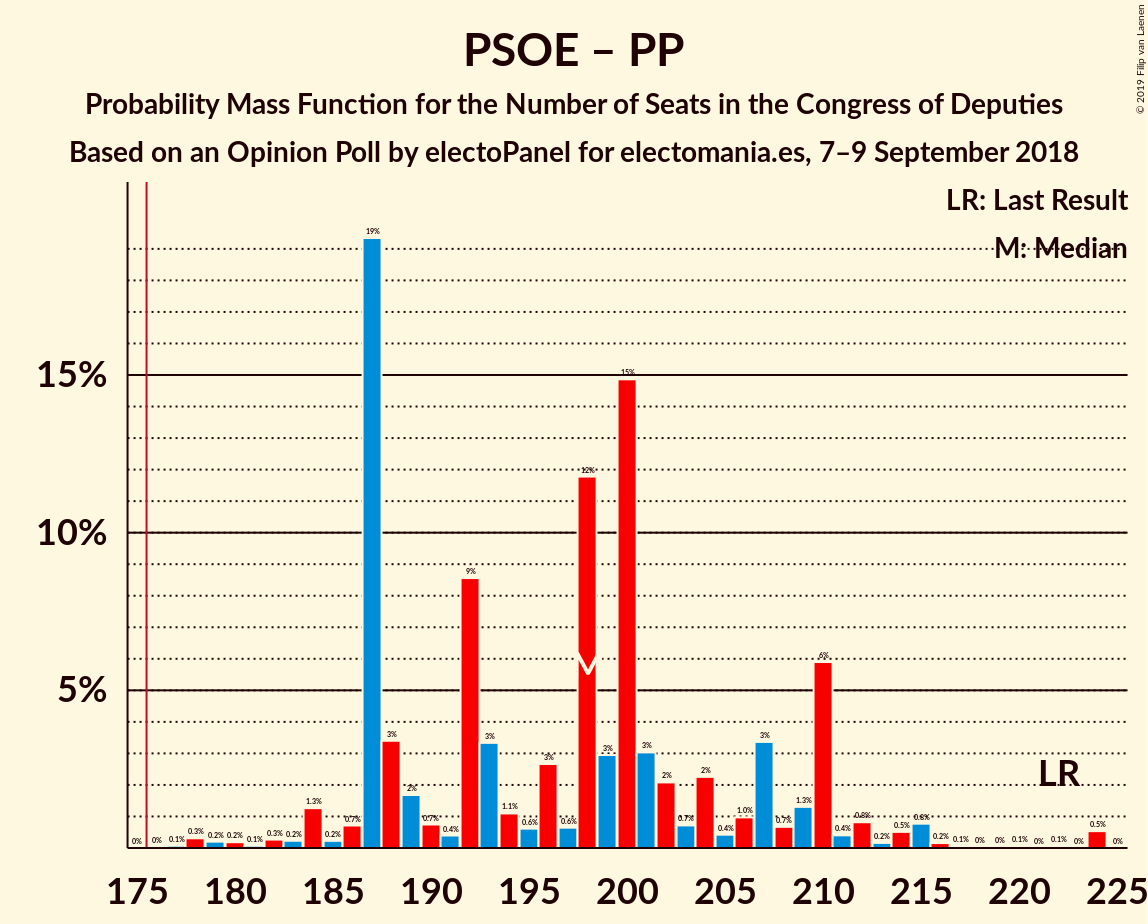 PSOE – PP
Probability Mass Function for the Number of Seats in the Congress of Deputies
Based on an Opinion Poll by electoPanel for electomania.es, 7–9 September 2018
© 2019 Filip van Laenen
LR: Last Result
M: Median
15%
10%
5%
0% 0% 0.1% 0.3% 0.2% 0.2% 0.1% 0.3% 0.2% 1.3% 0.2% 0.7% 19% 3% 2% 0.7% 0.4% 9% 3% 1.1% 0.6% 3% 0.6% 12% 3% 15% 3% 2% 0.7% 2% 0.4% 1.0% 3% 0.7% 1.3% 6% 0.4% 0.8% 0.2% 0.5% 0.8% 0.2% 0.1% 0% 0% 0.1% 0% 0.1% 0% 0.5% 0%
M
LR
175 180 185 190 195 200 205 210 215 220 225